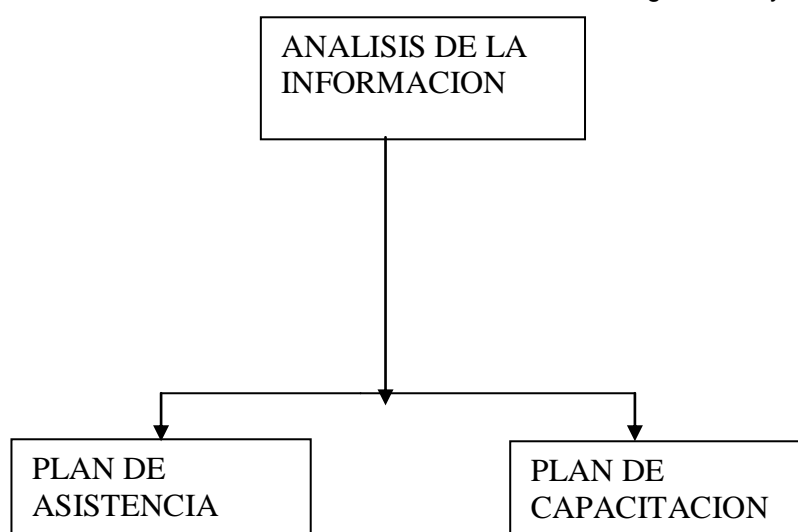 ANALISIS DE LA
INFORMACION
PLAN DE
ASISTENCIA
PLAN DE
CAPACITACION